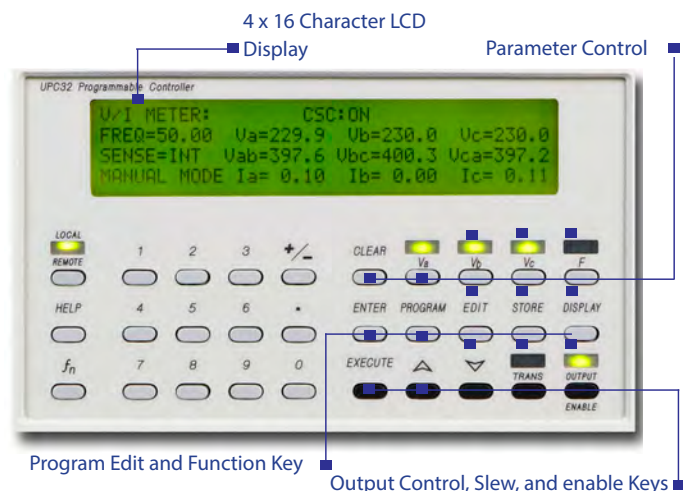 4 x 16 Character LCD
Display
Parameter Control
UPC32 Programmable Controller
V/I METER: CSC:ON
FREQ=50.00 Va=229.9 Vb=230.0 Vc=230.0
SENSE=INT Vab=397.6 Vbc=400.3 Vca=397.2
MANUAL MODE Ia= 0.10 Ib= 0.00 Ic= 0.11
LOCAL
REMOTE 1 2 3 +/- CLEAR Va Vb Vc F
HELP 4 5 6 . ENTER PROGRAM EDIT STORE DISPLAY
fn 7 8 9 0 EXECUTE TRANS OUTPUT
ENABLE
Program Edit and Function Key
Output Control, Slew, and enable Keys